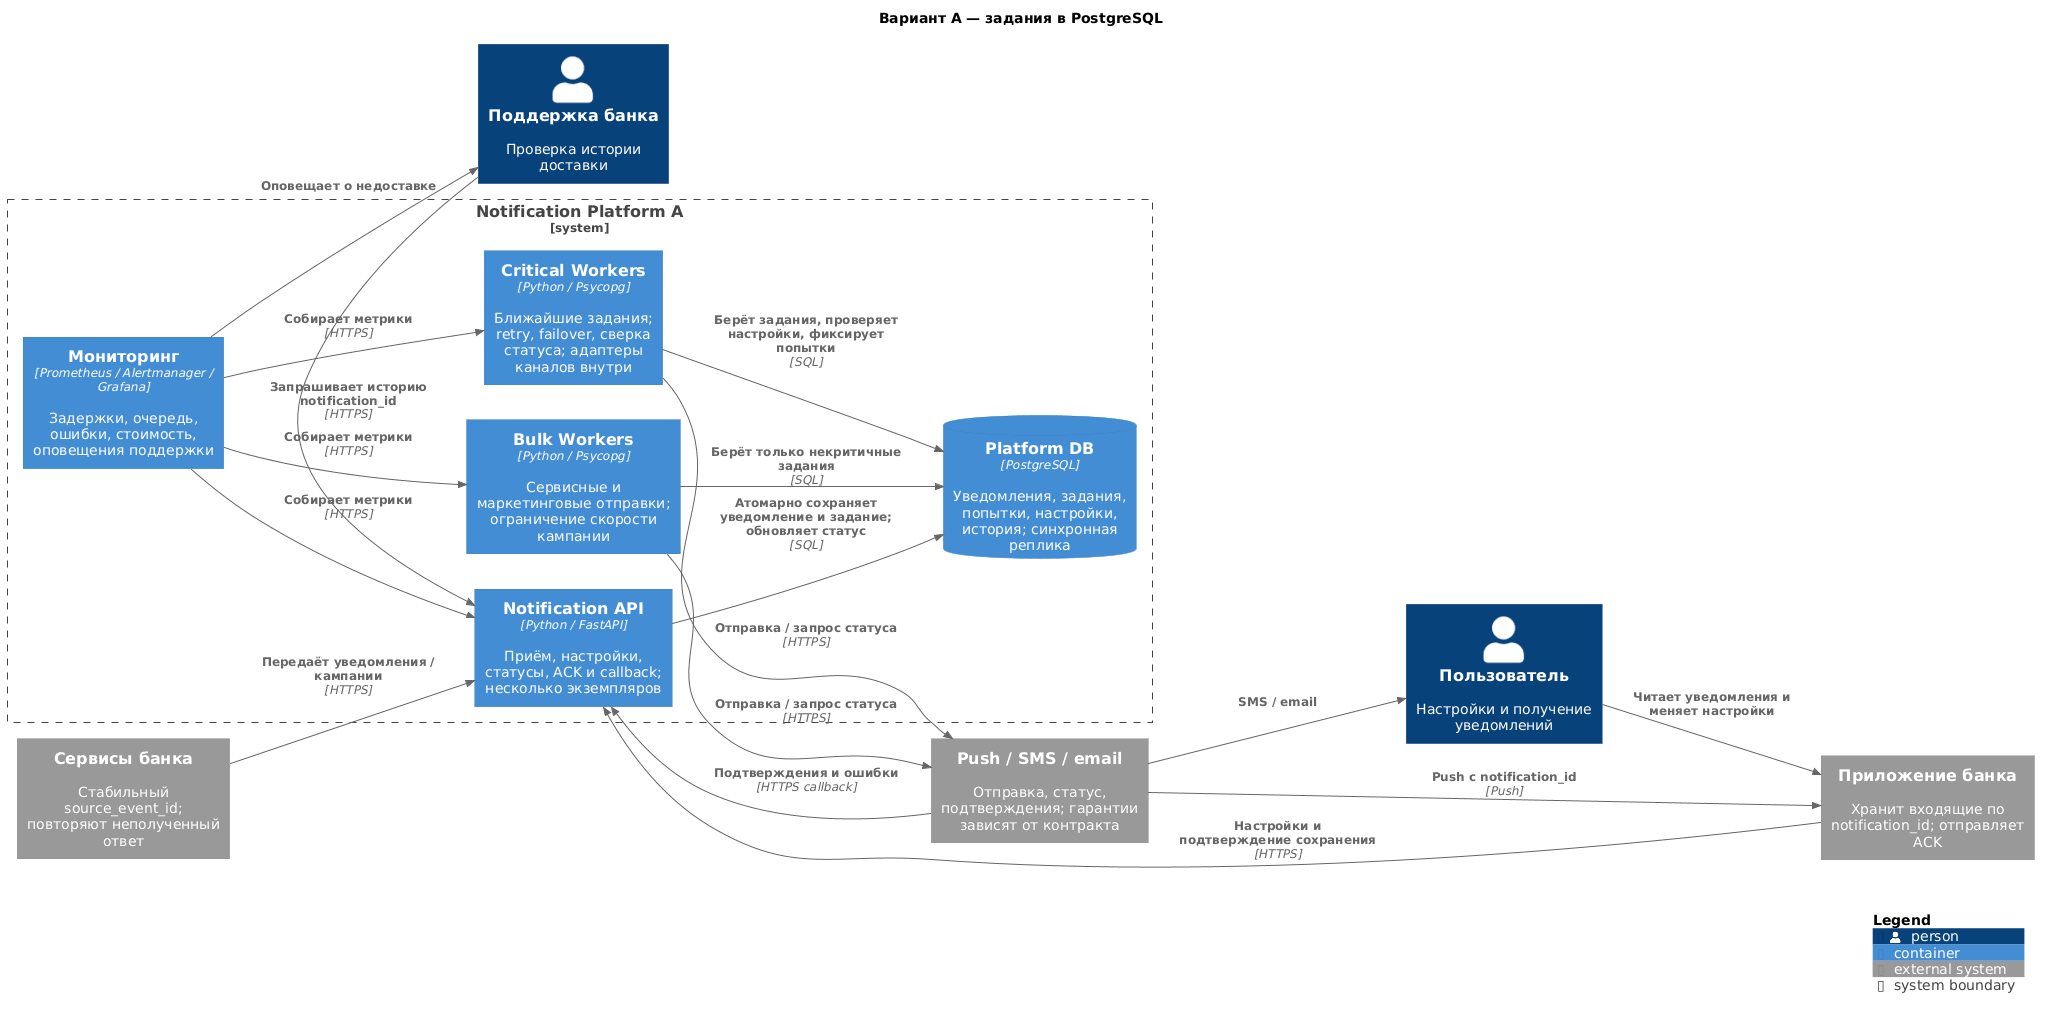 Вариант А — задания в PostgreSQL
Поддержка банка
Проверка истории
доставки
Оповещает о недоставке
Notification Platform A
[system]
Critical Workers
[Python / Psycopg]
Ближайшие задания;
retry, failover, сверка
статуса; адаптеры
каналов внутри
Собирает метрики
[HTTPS]
Берёт задания, проверяет
настройки, фиксирует
попытки
[SQL]
Мониторинг
[Prometheus / Alertmanager /
Grafana]
Задержки, очередь,
ошибки, стоимость,
оповещения поддержки
Запрашивает историю
notification_id
[HTTPS]
Собирает метрики
[HTTPS]
Bulk Workers
[Python / Psycopg]
Сервисные и
маркетинговые отправки;
ограничение скорости
кампании
Берёт только некритичные
задания
[SQL]
Platform DB
[PostgreSQL]
Уведомления, задания,
попытки, настройки,
история; синхронная
реплика
Собирает метрики
[HTTPS]
Атомарно сохраняет
уведомление и задание;
обновляет статус
[SQL]
Notification API
[Python / FastAPI]
Приём, настройки,
статусы, ACK и callback;
несколько экземпляров
Отправка / запрос статуса
[HTTPS]
Передаёт уведомления /
кампании
[HTTPS]
Отправка / запрос статуса
[HTTPS]
SMS / email
Пользователь
Настройки и получение
уведомлений
Читает уведомления и
меняет настройки
Сервисы банка
Стабильный
source_event_id;
повторяют неполученный
ответ
Подтверждения и ошибки
[HTTPS callback]
Push / SMS / email
Отправка, статус,
подтверждения; гарантии
зависят от контракта
Push с notification_id
[Push]
Настройки и
подтверждение сохранения
[HTTPS]
Приложение банка
Хранит входящие по
notification_id; отправляет
ACK
Legend
person
container
external system
system boundary